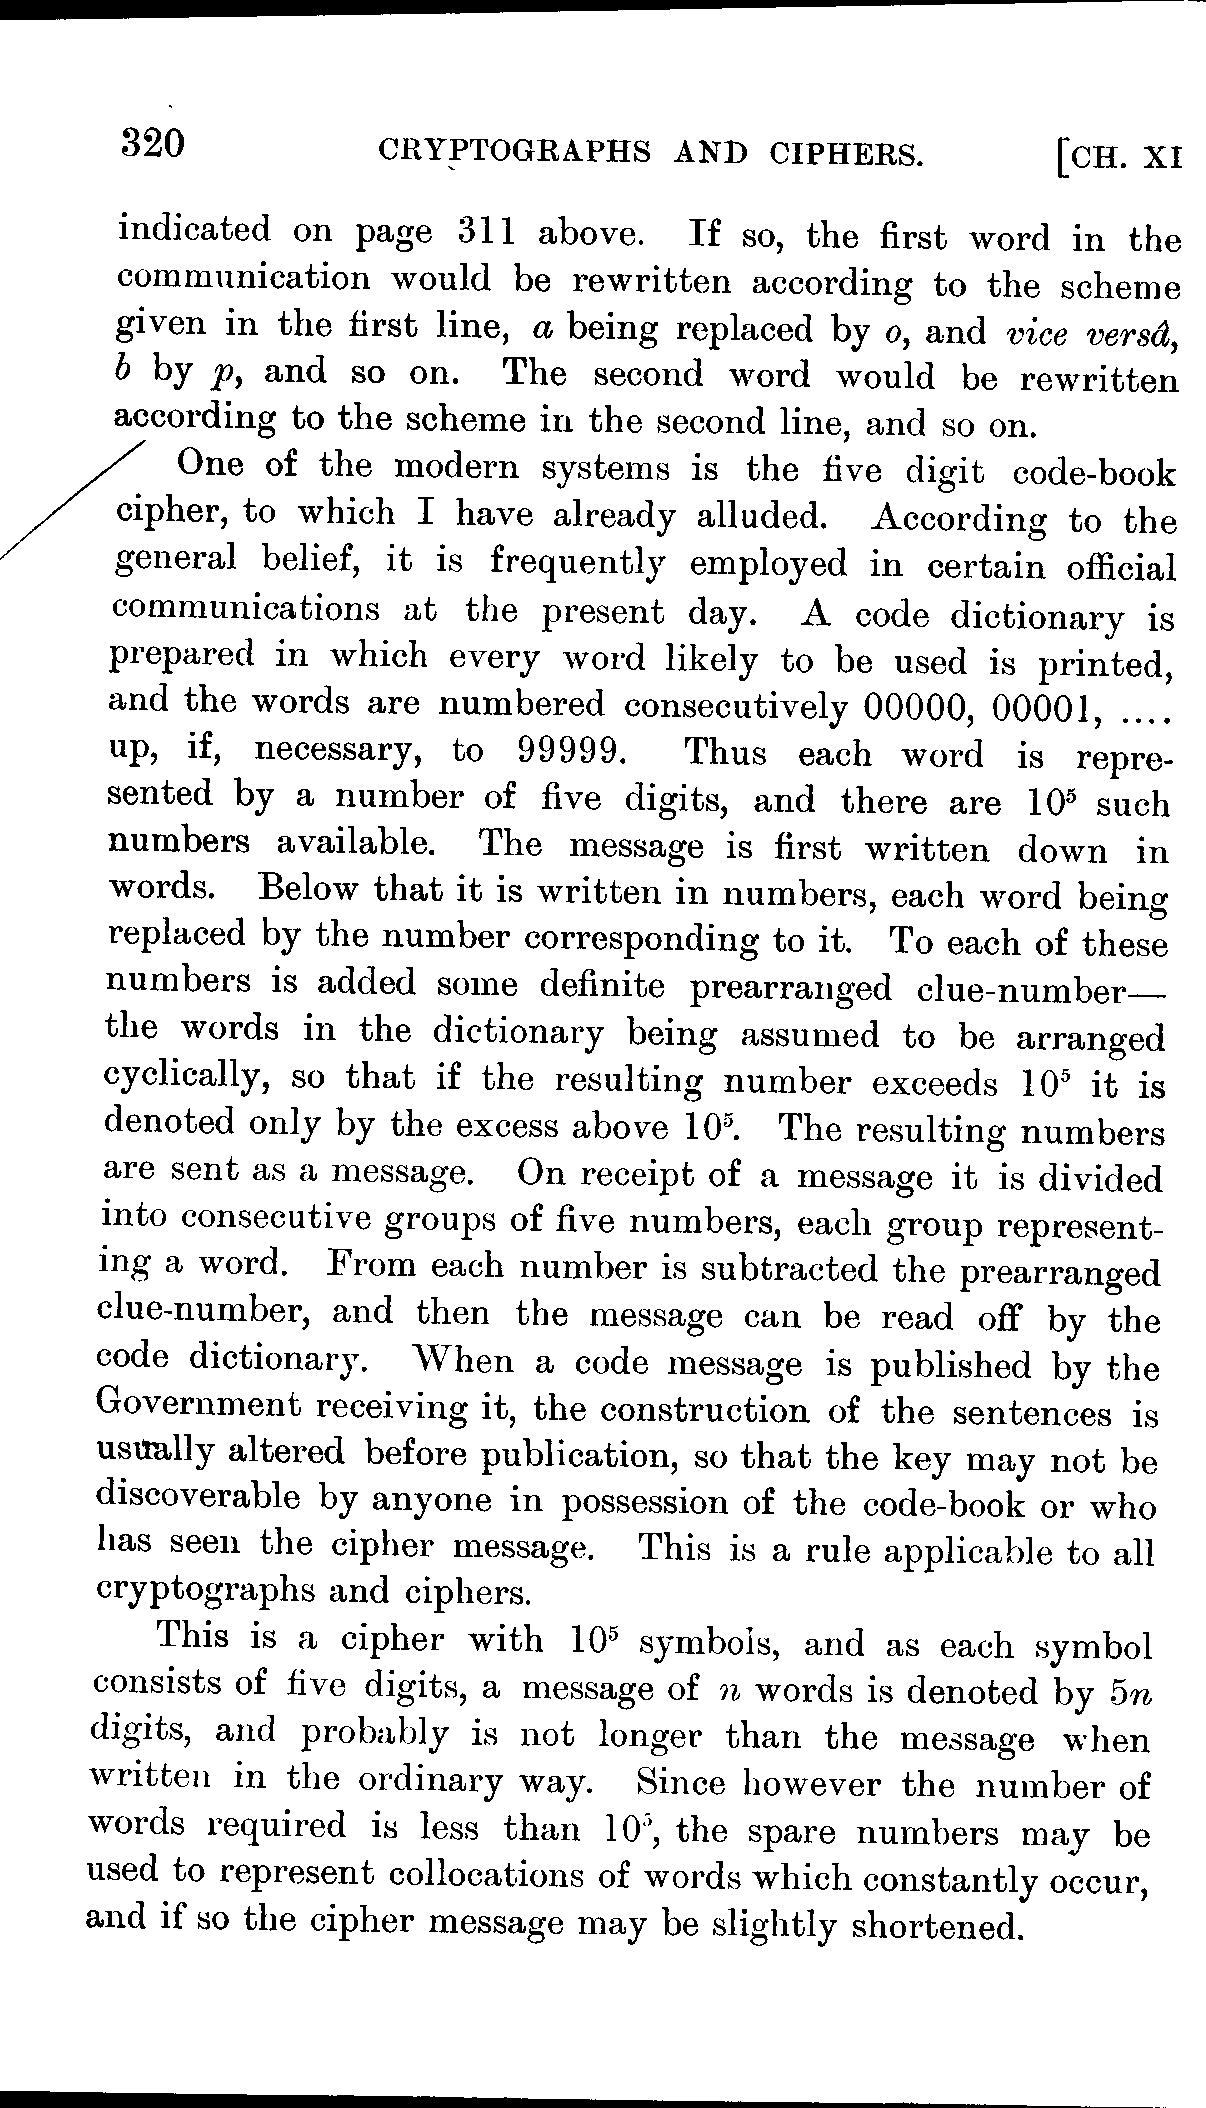 320 CRYPTOGRAPHS AND CIPHERS. [CH. XI
indicated on page 311 above. If so, the first word in the
communication would be rewritten according to the scheme
given in the first line, a being replaced by o, and vice versâ,
b by p, and so on. The second word would be rewritten
according to the scheme in the second line, and so on.
One of the modern systems is the five digit code-book
cipher, to which I have already alluded. According to the
general belief, it is frequently employed in certain official
communications at the present day. A code dictionary is
prepared in which every word likely to be used is printed,
and the words are numbered consecutively 00000, 00001, ....
up, if, necessary, to 99999. Thus each word is repre-
sented by a number of five digits, and there are 10⁵ such
numbers available. The message is first written down in
words. Below that it is written in numbers, each word being
replaced by the number corresponding to it. To each of these
numbers is added some definite prearranged clue-number—
the words in the dictionary being assumed to be arranged
cyclically, so that if the resulting number exceeds 10⁵ it is
denoted only by the excess above 10⁵. The resulting numbers
are sent as a message. On receipt of a message it is divided
into consecutive groups of five numbers, each group represent-
ing a word. From each number is subtracted the prearranged
clue-number, and then the message can be read off by the
code dictionary. When a code message is published by the
Government receiving it, the construction of the sentences is
usually altered before publication, so that the key may not be
discoverable by anyone in possession of the code-book or who
has seen the cipher message. This is a rule applicable to all
cryptographs and ciphers.
This is a cipher with 10⁵ symbols, and as each symbol
consists of five digits, a message of n words is denoted by 5n
digits, and probably is not longer than the message when
written in the ordinary way. Since however the number of
words required is less than 10⁵, the spare numbers may be
used to represent collocations of words which constantly occur,
and if so the cipher message may be slightly shortened.